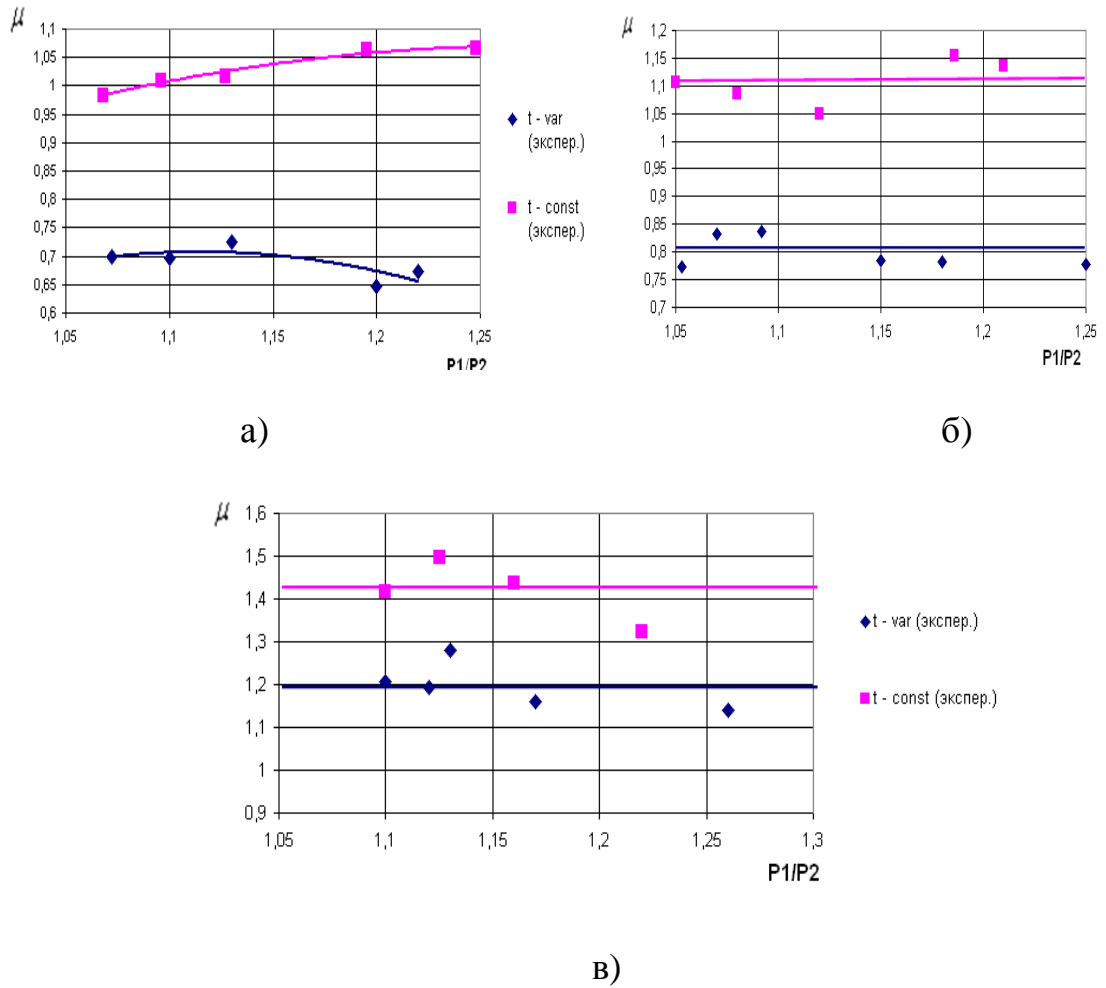 μ
1,1
1,05
1
0,95
0,9
0,85
0,8
0,75
0,7
0,65
0,6
1,05 1,1 1,15 1,2 1,25
P1/P2
t - var
(экспер.)
t - const
(экспер.)
а)
μ
1,2
1,15
1,1
1,05
1
0,95
0,9
0,85
0,8
0,75
0,7
1,05 1,1 1,15 1,2 1,25
P1/P2
б)
μ
1,6
1,5
1,4
1,3
1,2
1,1
1
0,9
1,05 1,1 1,15 1,2 1,25 1,3
P1/P2
t - var (экспер.)
t - const (экспер.)
в)